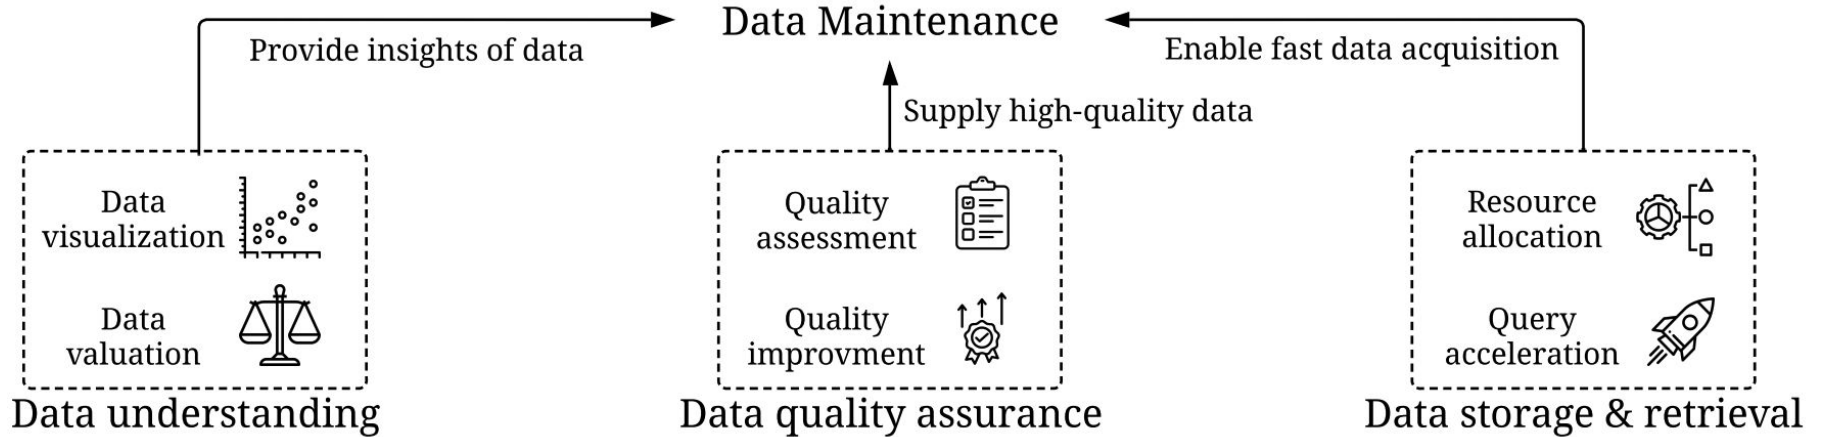 Data Maintenance
Provide insights of data
Enable fast data acquisition
Supply high-quality data
Data
visualization
Data
valuation
Data understanding
Quality
assessment
Quality
improvment
Data quality assurance
Resource
allocation
Query
acceleration
Data storage & retrieval